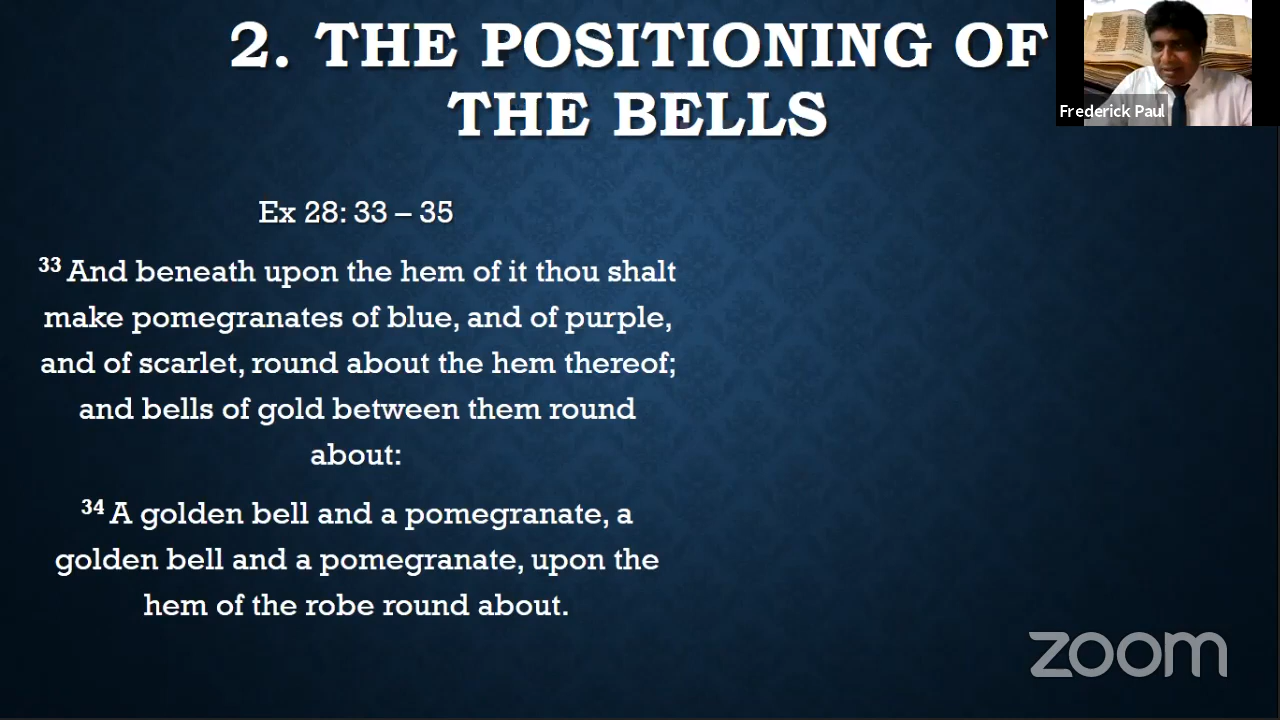 2. THE POSITIONING OF
THE BELLS
Frederick Paul
Ex 28: 33 – 35
33 And beneath upon the hem of it thou shalt
make pomegranates of blue, and of purple,
and of scarlet, round about the hem thereof;
and bells of gold between them round
about:
34 A golden bell and a pomegranate, a
golden bell and a pomegranate, upon the
hem of the robe round about.
zoom